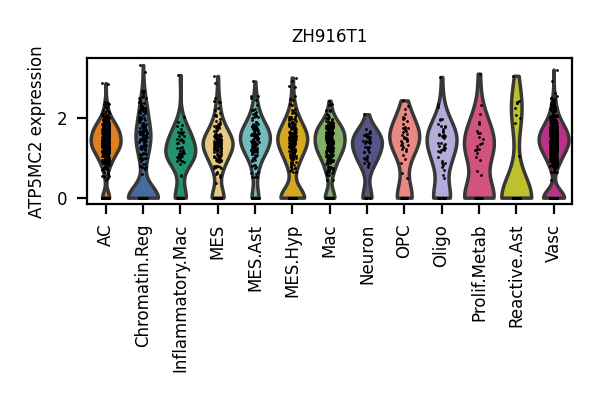 ZH916T1
ATP5MC2 expression
2
0
AC
Chromatin.Reg
Inflammatory.Mac
MES
MES.Ast
MES.Hyp
Mac
Neuron
OPC
Oligo
Prolif.Metab
Reactive.Ast
Vasc